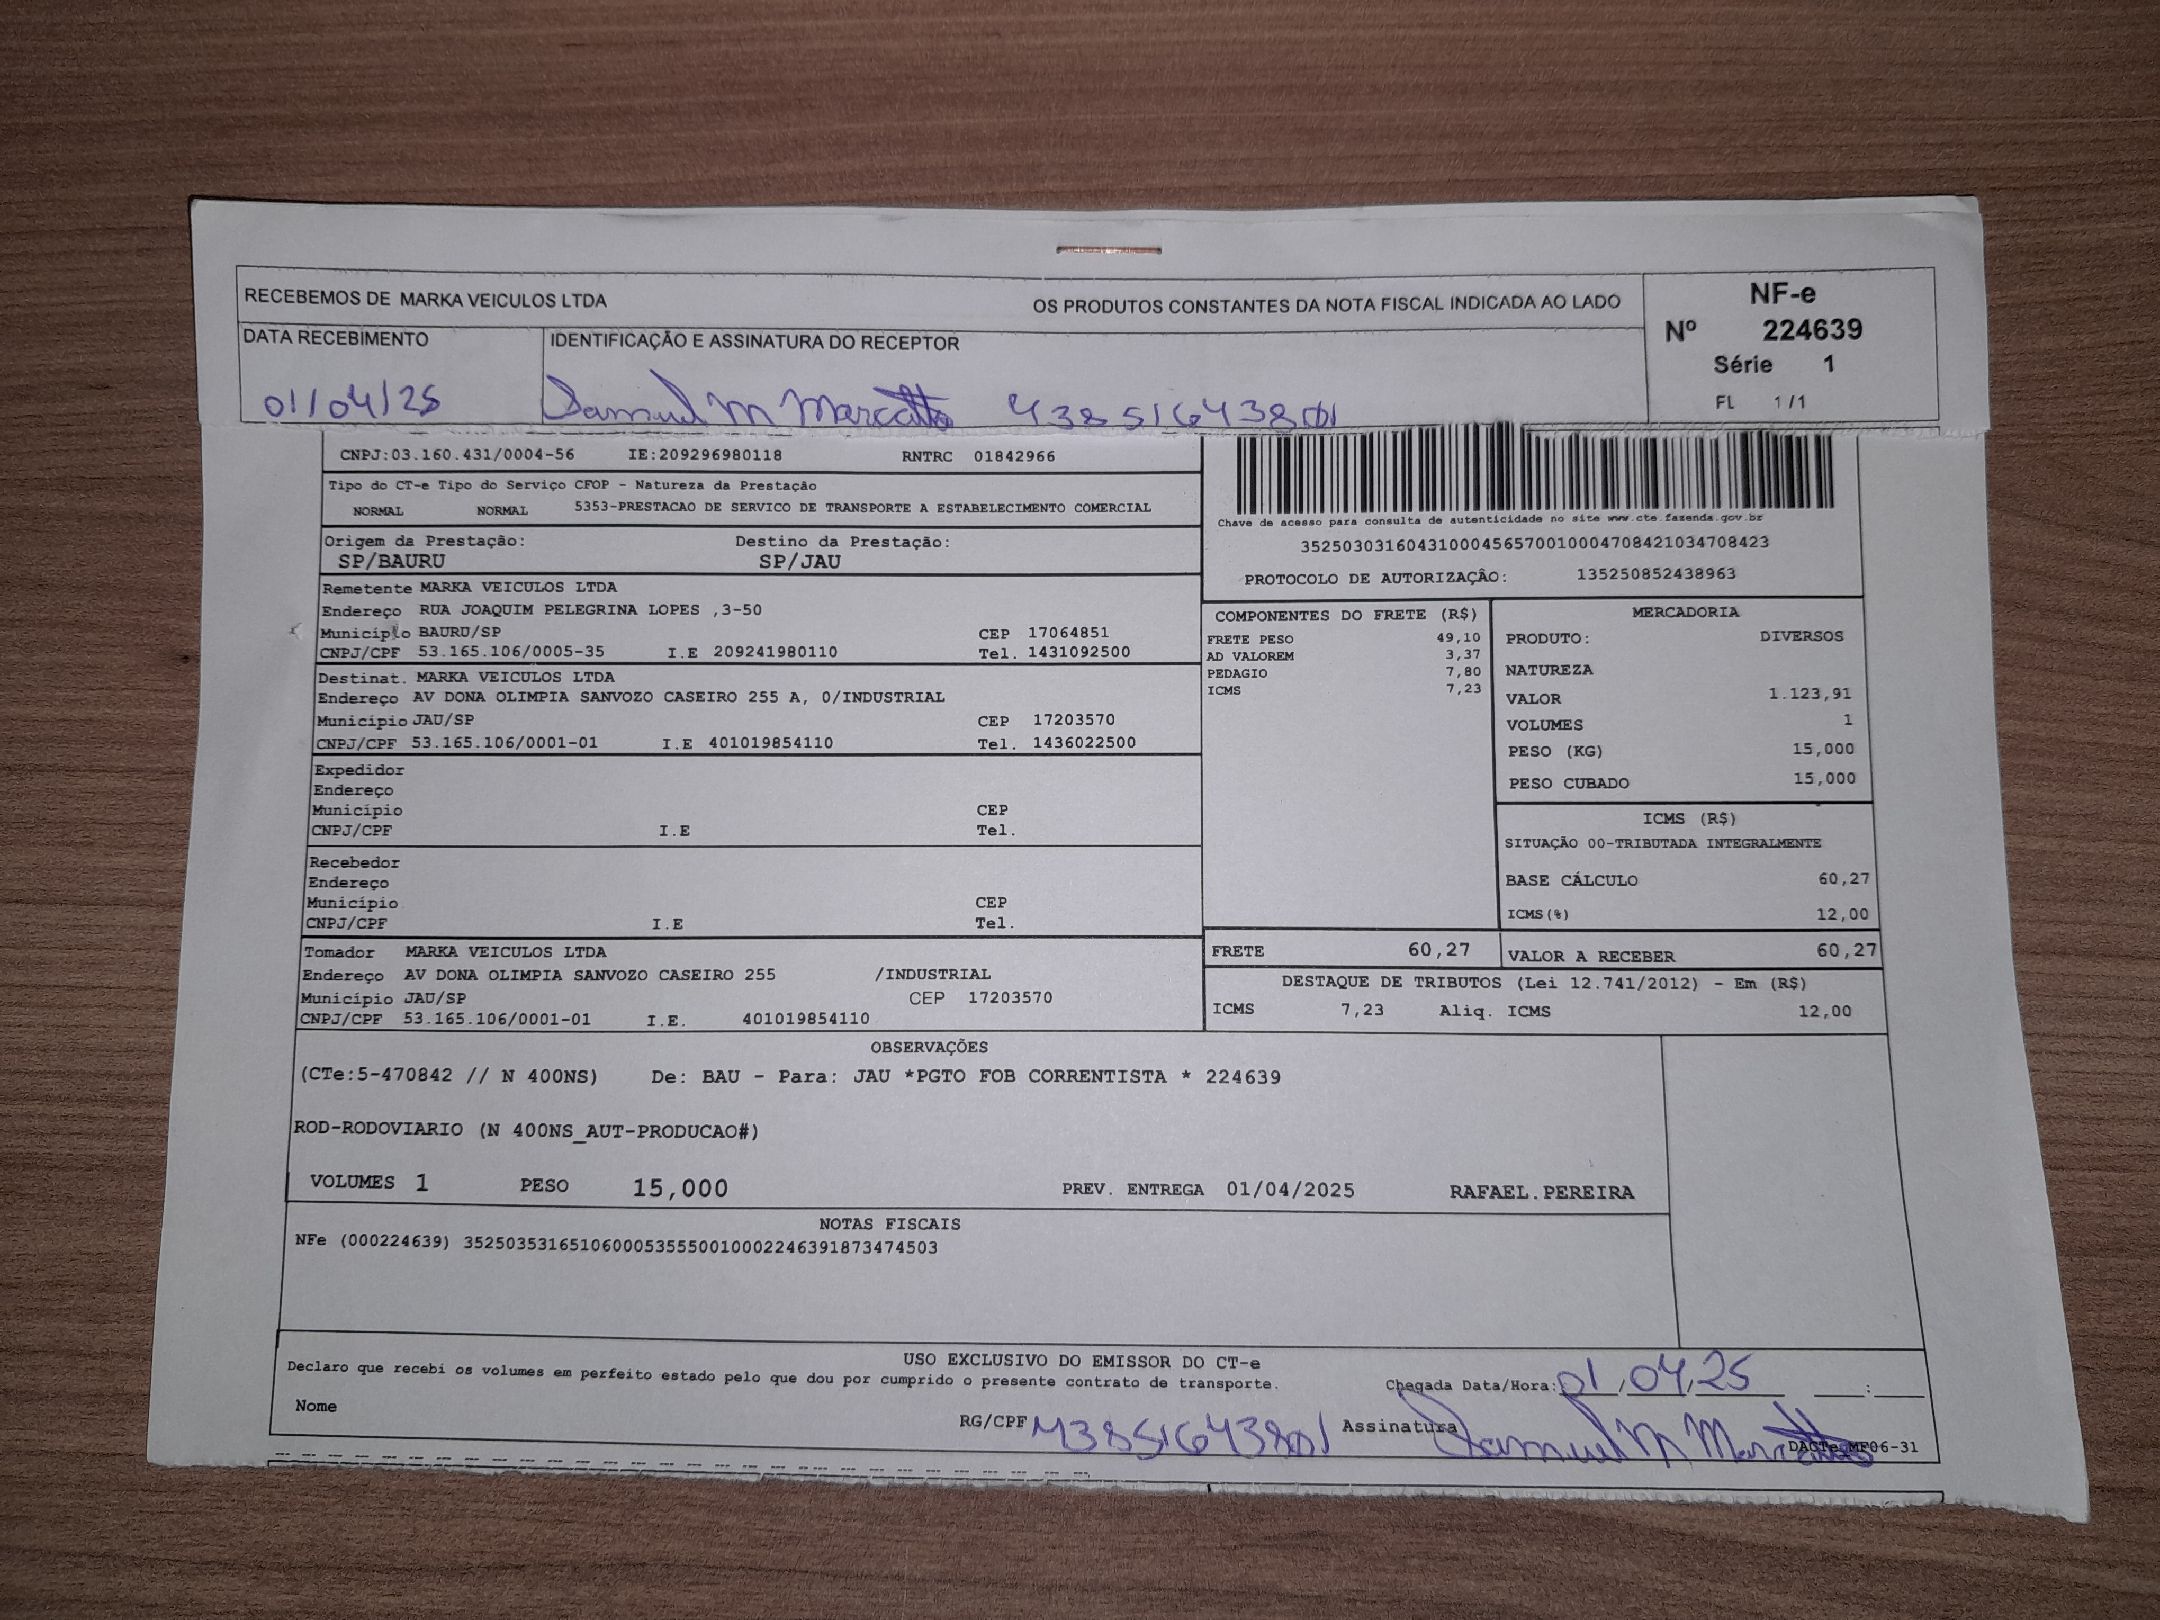 RECEBEMOS DE MARKA VEICULOS LTDA OS PRODUTOS CONSTANTES DA NOTA FISCAL INDICADA AO LADO
NF-e
Nº 224639
Série 1
FL 1/1
DATA RECEBIMENTO IDENTIFICAÇÃO E ASSINATURA DO RECEPTOR
01/04/25 Samuel M Marcatto 43851643801
CNPJ:03.160.431/0004-56 IE:209296980118 RNTRC 01842966
Tipo do CT-e Tipo do Serviço CFOP - Natureza da Prestação
NORMAL NORMAL 5353-PRESTACAO DE SERVICO DE TRANSPORTE A ESTABELECIMENTO COMERCIAL
Chave de acesso para consulta de autenticidade no site www.cte.fazenda.gov.br
35250303160431000456570010004708421034708423
PROTOCOLO DE AUTORIZAÇÂO: 135250852438963
Origem da Prestação: Destino da Prestação:
SP/BAURU SP/JAU
Remetente MARKA VEICULOS LTDA
Endereço RUA JOAQUIM PELEGRINA LOPES ,3-50
Município BAURU/SP CEP 17064851
CNPJ/CPF 53.165.106/0005-35 I.E 209241980110 Tel. 1431092500
Destinat. MARKA VEICULOS LTDA
Endereço AV DONA OLIMPIA SANVOZO CASEIRO 255 A, 0/INDUSTRIAL
Município JAU/SP CEP 17203570
CNPJ/CPF 53.165.106/0001-01 I.E 401019854110 Tel. 1436022500
Expedidor
Endereço
Município CEP
CNPJ/CPF I.E Tel.
Recebedor
Endereço
Município CEP
CNPJ/CPF I.E Tel.
Tomador MARKA VEICULOS LTDA
Endereço AV DONA OLIMPIA SANVOZO CASEIRO 255 /INDUSTRIAL
Município JAU/SP CEP 17203570
CNPJ/CPF 53.165.106/0001-01 I.E. 401019854110
COMPONENTES DO FRETE (R$)
FRETE PESO 49,10
AD VALOREM 3,37
PEDAGIO 7,80
ICMS 7,23
MERCADORIA
PRODUTO: DIVERSOS
NATUREZA
VALOR 1.123,91
VOLUMES 1
PESO (KG) 15,000
PESO CUBADO 15,000
ICMS (R$)
SITUAÇÃO 00-TRIBUTADA INTEGRALMENTE
BASE CÁLCULO 60,27
ICMS(%) 12,00
FRETE 60,27 VALOR A RECEBER 60,27
DESTAQUE DE TRIBUTOS (Lei 12.741/2012) - Em (R$)
ICMS 7,23 Aliq. ICMS 12,00
OBSERVAÇÕES
(CTe:5-470842 // N 400NS) De: BAU - Para: JAU *PGTO FOB CORRENTISTA * 224639
ROD-RODOVIARIO (N 400NS_AUT-PRODUCAO#)
VOLUMES 1 PESO 15,000 PREV. ENTREGA 01/04/2025 RAFAEL.PEREIRA
NOTAS FISCAIS
NFe (000224639) 35250353165106000535550010002246391873474503
USO EXCLUSIVO DO EMISSOR DO CT-e
Declaro que recebi os volumes em perfeito estado pelo que dou por cumprido o presente contrato de transporte.
Chegada Data/Hora: 01/04/25 :
Nome RG/CPF 43851643801 Assinatura Samuel M Marcatto
DACTe MF06-31